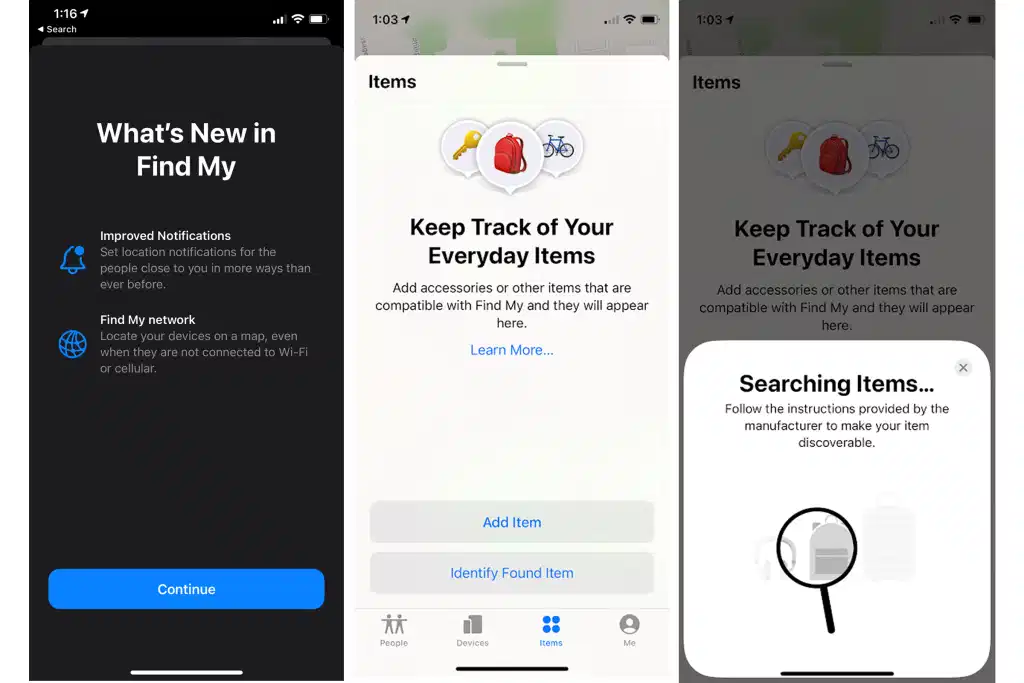 1:16
Search
What's New in
Find My
Improved Notifications
Set location notifications for the
people close to you in more ways than
ever before.
Find My network
Locate your devices on a map, even
when they are not connected to Wi-Fi
or cellular.
Continue
1:03
Items
Keep Track of Your
Everyday Items
Add accessories or other items that are
compatible with Find My and they will appear
here.
Learn More...
Add Item
Identify Found Item
People
Devices
Items
Me
1:03
Items
Keep Track of Your
Everyday Items
Add accessories or other items that are
compatible with Find My and they will appear
here.
Searching Items...
Follow the instructions provided by the
manufacturer to make your item
discoverable.